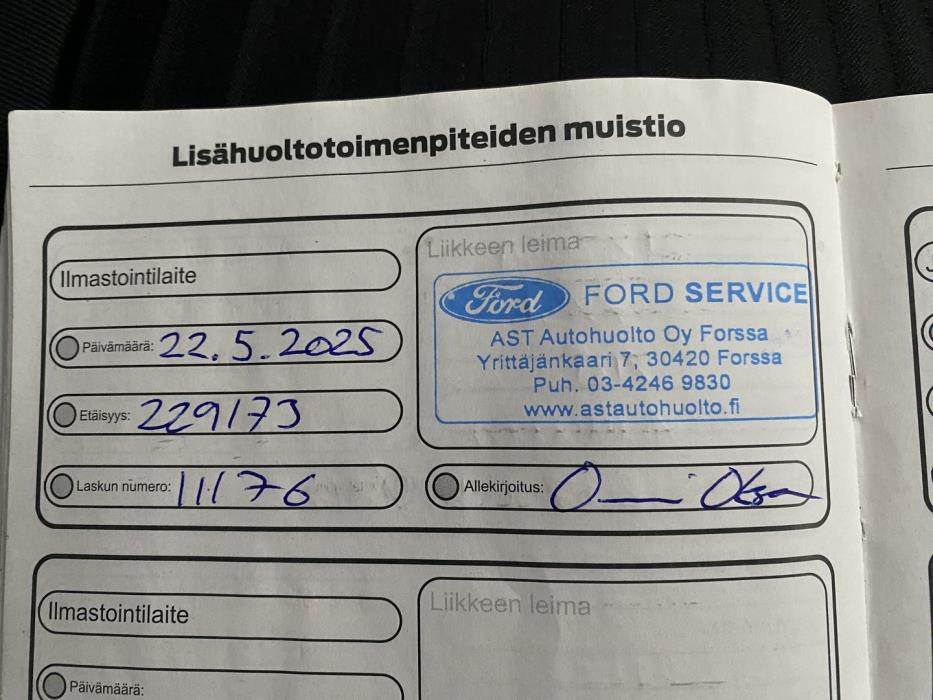 Lisähuoltotoimenpiteiden muistio
Ilmastointilaite
Päivämäärä: 22.5.2025
Etäisyys: 229173
Laskun numero: 11176
Liikkeen leima
Ford FORD SERVICE
AST Autohuolto Oy Forssa
Yrittäjänkaari 7, 30420 Forssa
Puh. 03-4246 9830
www.astautohuolto.fi
Allekirjoitus:
Ilmastointilaite
Päivämäärä:
Liikkeen leima